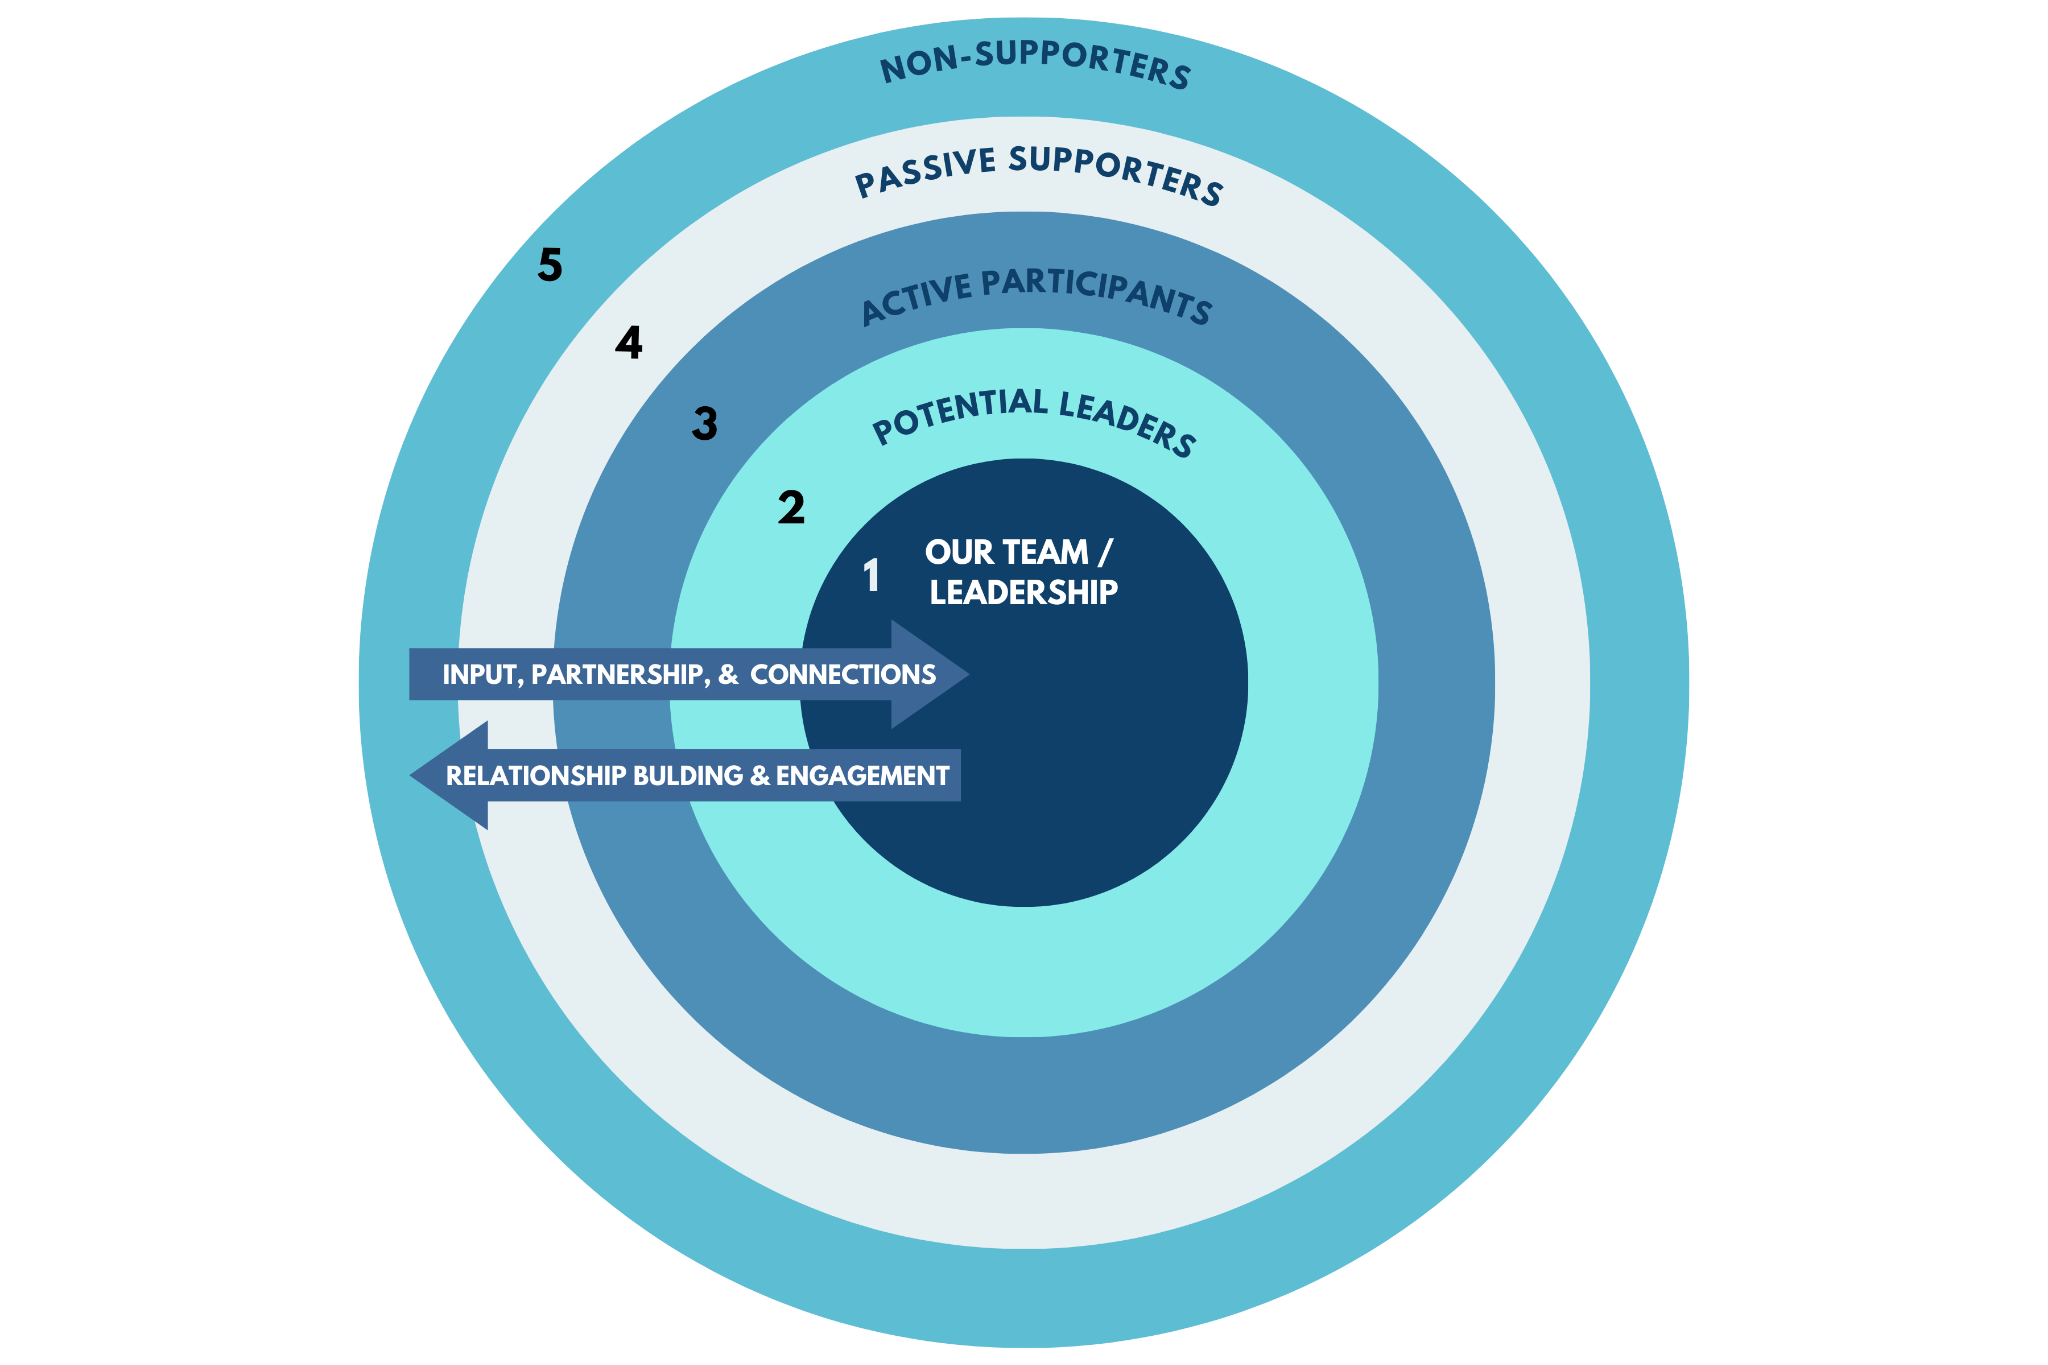 NON-SUPPORTERS
PASSIVE SUPPORTERS
5
ACTIVE PARTICIPANTS
4
POTENTIAL LEADERS
3
2
OUR TEAM /
1
LEADERSHIP
INPUT, PARTNERSHIP, & CONNECTIONS
RELATIONSHIP BULDING & ENGAGEMENT